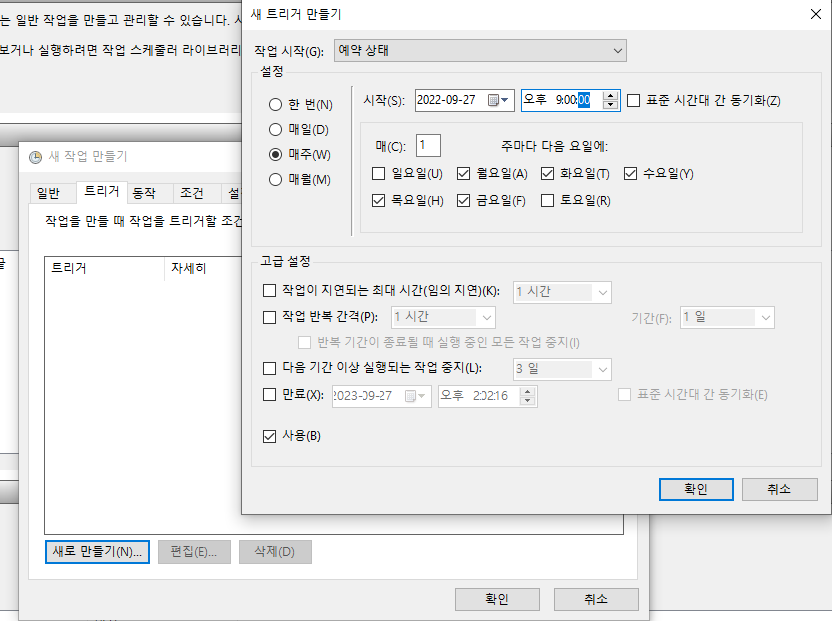 새 트리거 만들기
는 일반 작업을 만들고 관리할 수 있습니다.
보거나 실행하려면 작업 스케줄러 라이브러리
작업 시작(G): 예약 상태
설정
한 번(N)
매일(D)
매주(W)
매월(M)
시작(S): 2022-09-27 오후 9:00:00 표준 시간대 간 동기화(Z)
매(C): 1 주마다 다음 요일에:
일요일(U) 월요일(A) 화요일(T) 수요일(Y)
목요일(H) 금요일(F) 토요일(R)
고급 설정
작업이 지연되는 최대 시간(임의 지연)(K): 1 시간
작업 반복 간격(P): 1 시간 기간(F): 1 일
반복 기간이 종료될 때 실행 중인 모든 작업 중지(I)
다음 기간 이상 실행되는 작업 중지(L): 3 일
만료(X): 2023-09-27 오후 2:02:16 표준 시간대 간 동기화(E)
사용(B)
확인 취소
새 작업 만들기
일반 트리거 동작 조건
작업을 만들 때 작업을 트리거할 조건
트리거 자세히
새로 만들기(N)... 편집(E)... 삭제(D)
확인 취소